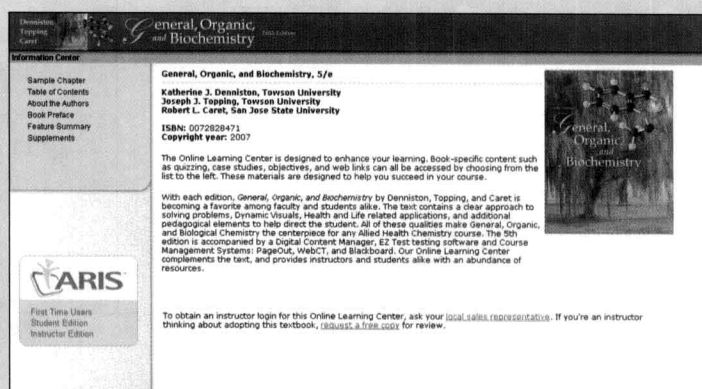 Denniston
Topping
Caret
General, Organic,
and Biochemistry
Fifth Edition
Information Center
Sample Chapter
Table of Contents
About the Authors
Book Preface
Feature Summary
Supplements
ARIS
First Time Users
Student Edition
Instructor Edition
General, Organic, and Biochemistry, 5/e
Katherine J. Denniston, Towson University
Joseph J. Topping, Towson University
Robert L. Caret, San Jose State University
ISBN: 0072828471
Copyright year: 2007
The Online Learning Center is designed to enhance your learning. Book-specific content such
as quizzing, case studies, objectives, and web links can all be accessed by choosing from the
list to the left. These materials are designed to help you succeed in your course.
With each edition, General, Organic, and Biochemistry by Denniston, Topping, and Caret is
becoming a favorite among faculty and students alike. The text contains a clear approach to
solving problems, Dynamic Visuals, Health and Life related applications, and additional
pedagogical elements to help direct the student. All of these qualities make General, Organic,
and Biological Chemistry the centerpiece for any Allied Health Chemistry course. The 5th
edition is accompanied by a Digital Content Manager, EZ Test testing software and Course
Management Systems: PageOut, WebCT, and Blackboard. Our Online Learning Center
complements the text, and provides instructors and students alike with an abundance of
resources.
To obtain an instructor login for this Online Learning Center, ask your local sales representative. If you're an instructor
thinking about adopting this textbook, request a free copy for review.
General,
Organic,
and
Biochemistry